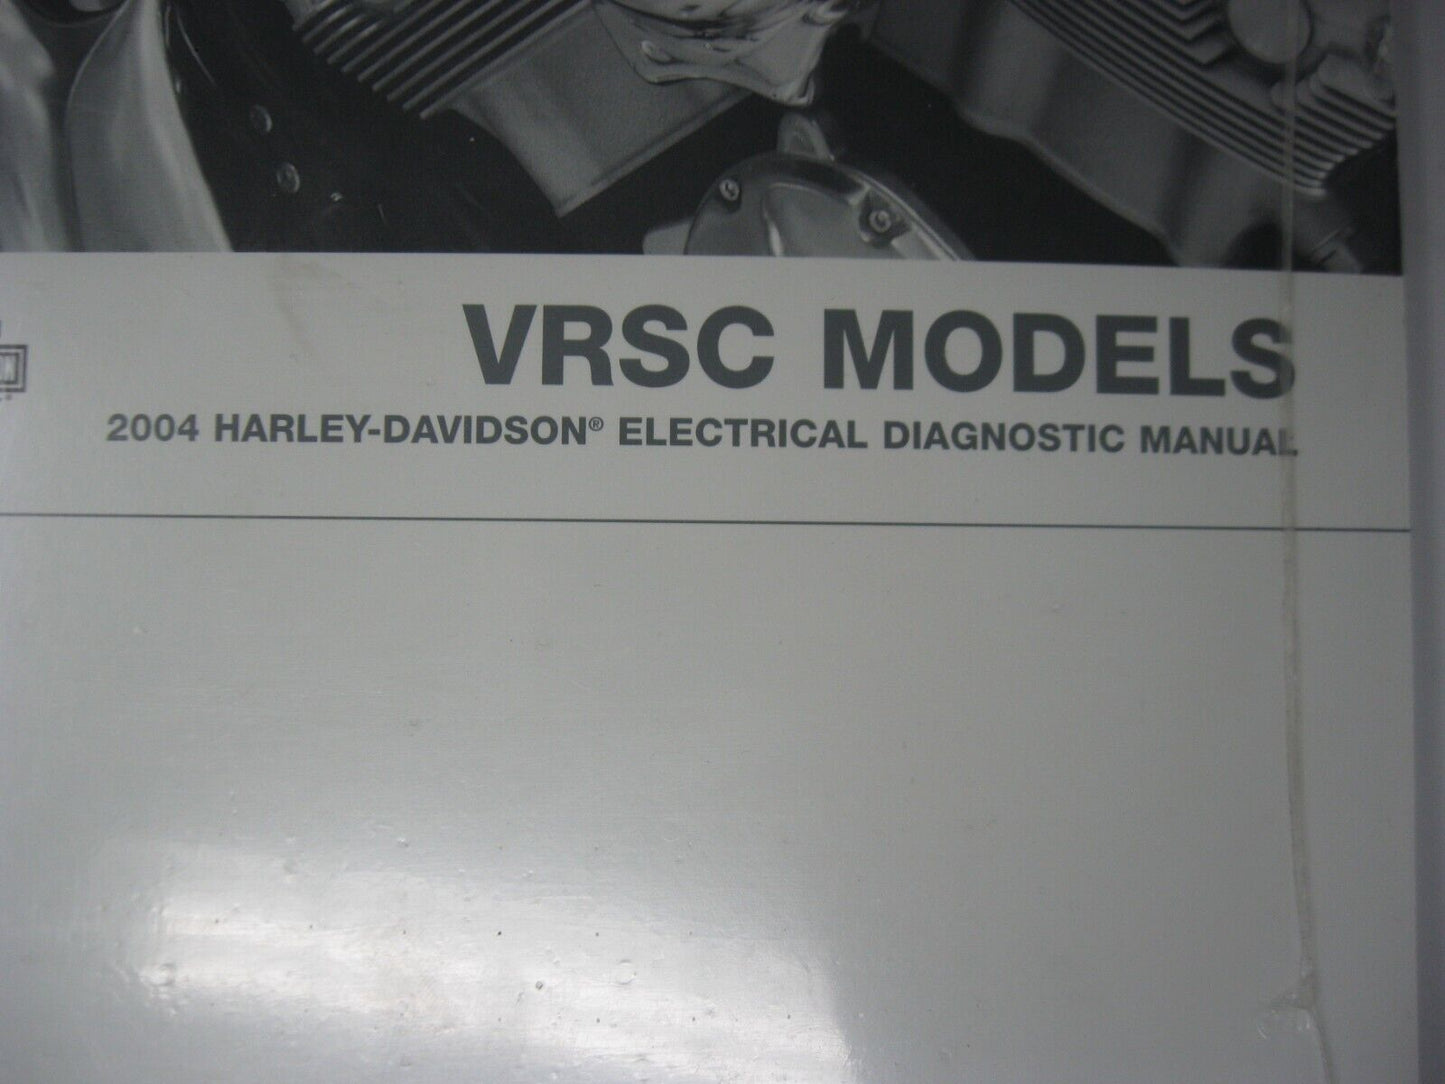 VRSC MODELS
2004 HARLEY-DAVIDSON® ELECTRICAL DIAGNOSTIC MANUAL